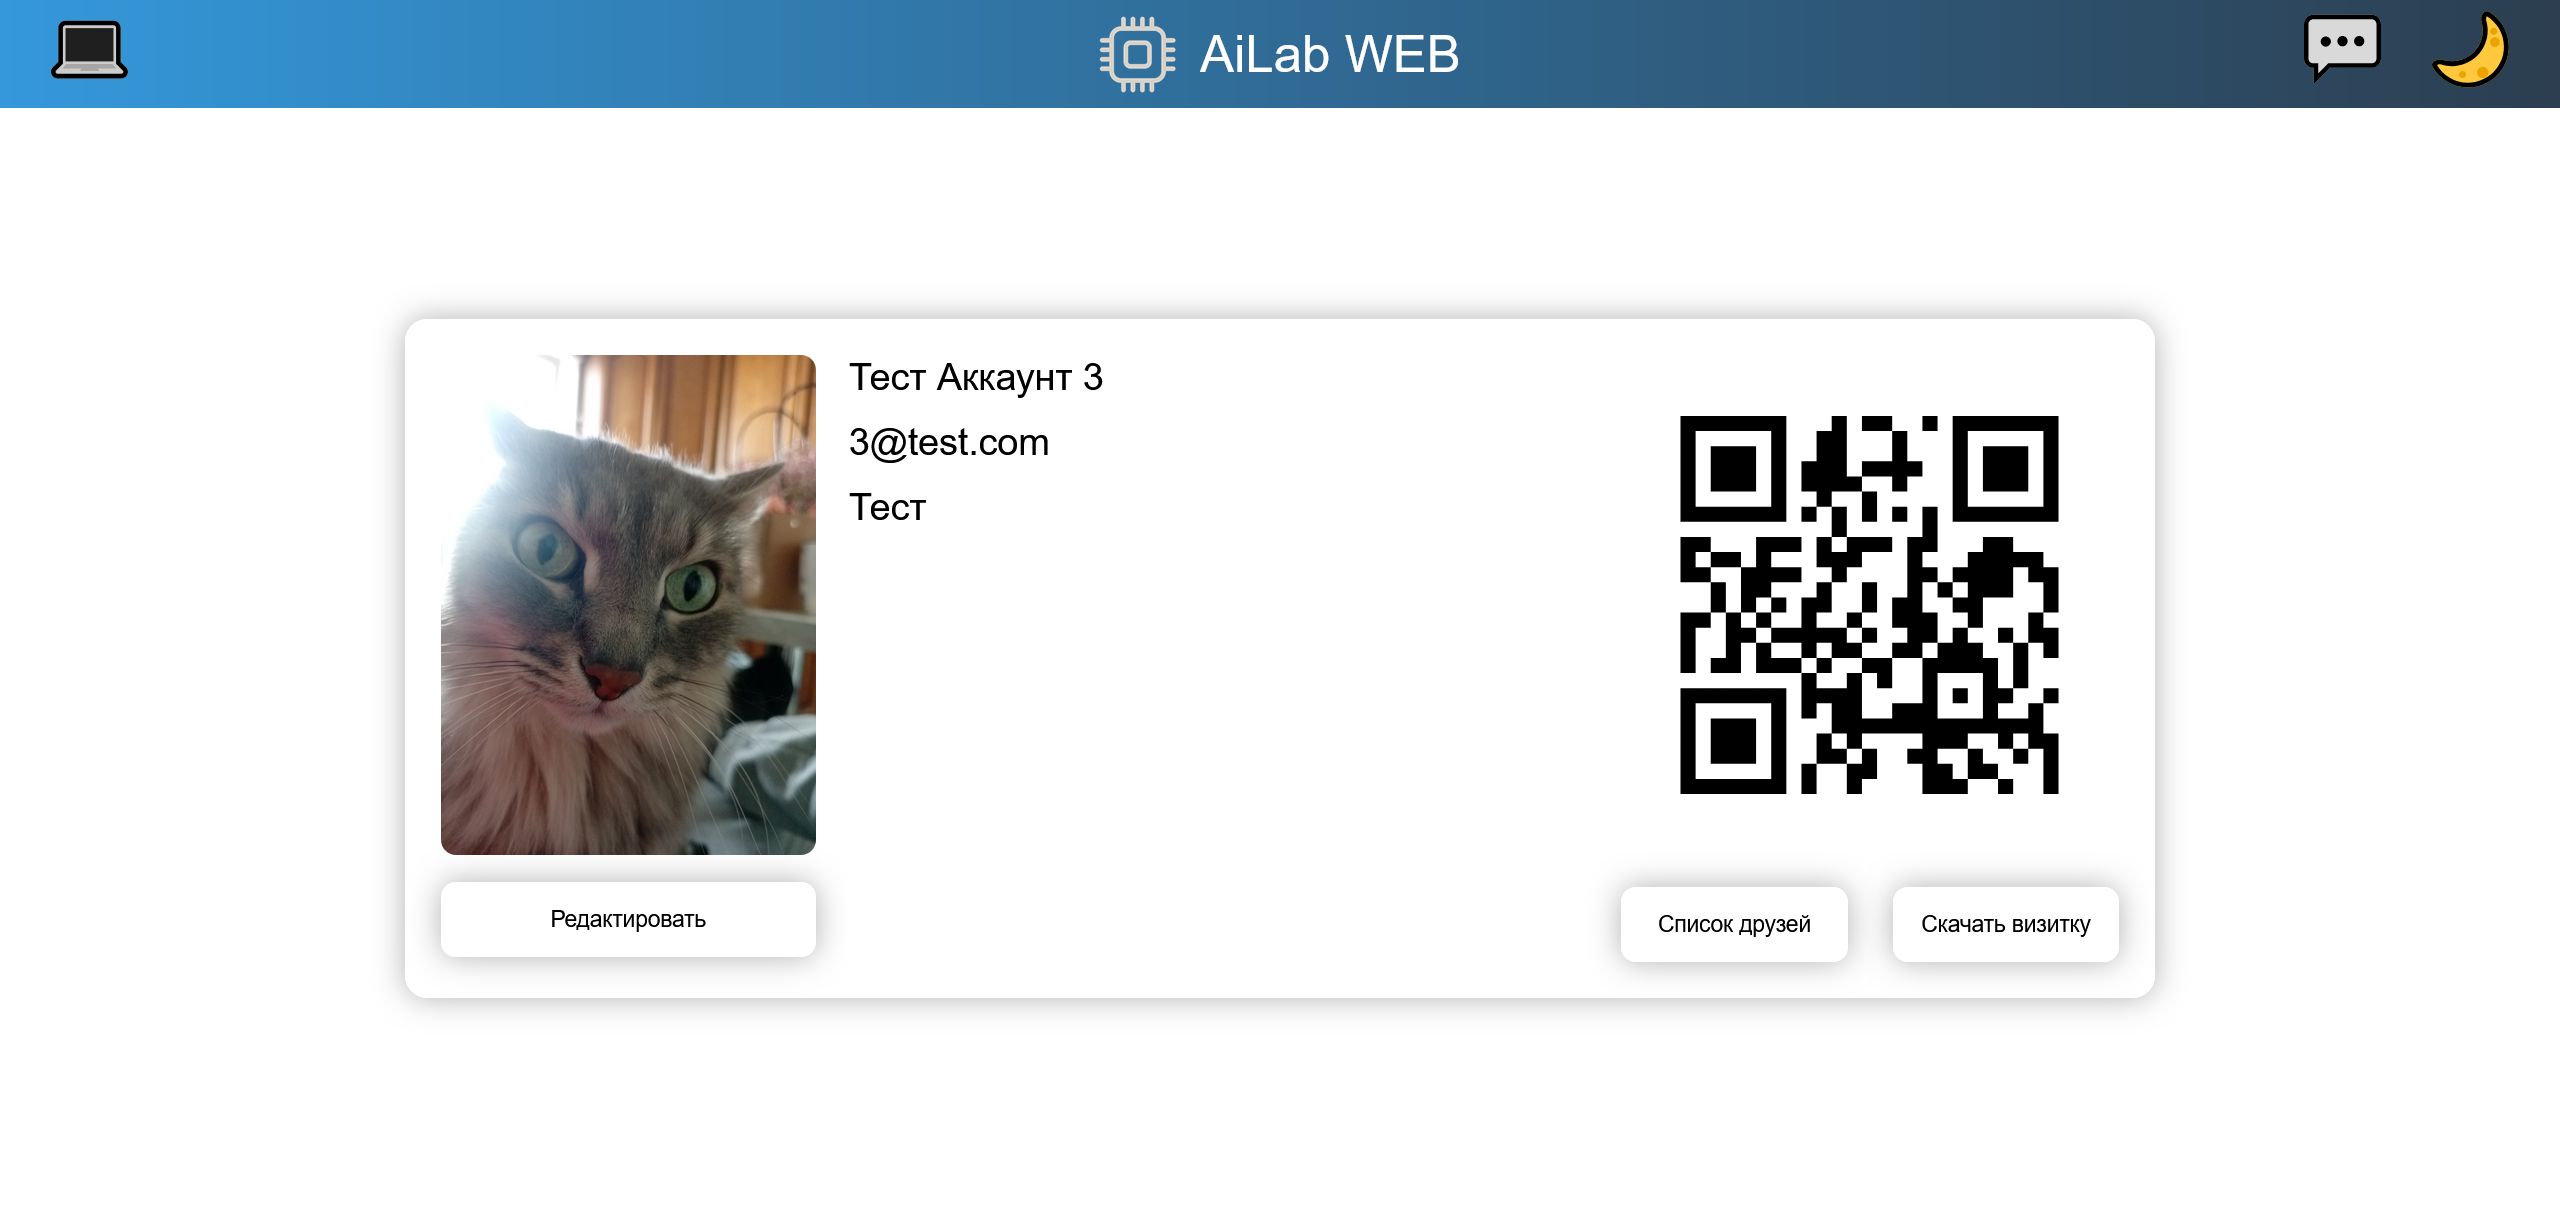 AiLab WEB
Тест Аккаунт 3
3@test.com
Тест
Редактировать
Список друзей
Скачать визитку